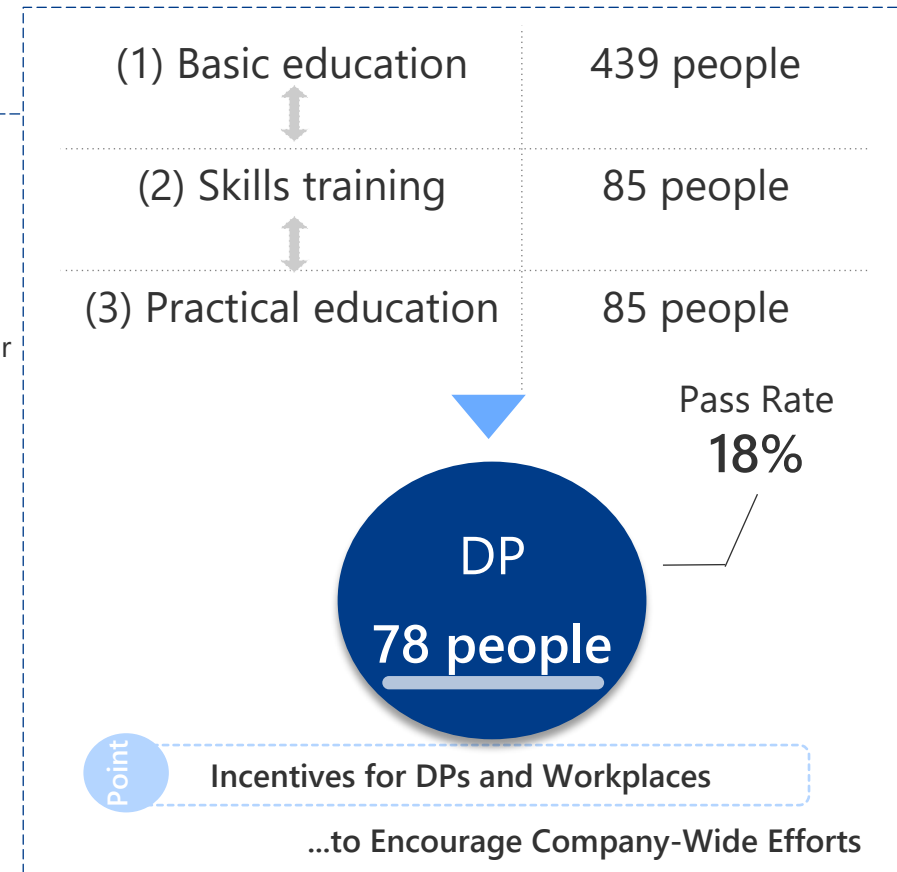 (1) Basic education 439 people
(2) Skills training 85 people
(3) Practical education 85 people
r
Pass Rate
18%
DP
78 people
Point
Incentives for DPs and Workplaces
...to Encourage Company-Wide Efforts